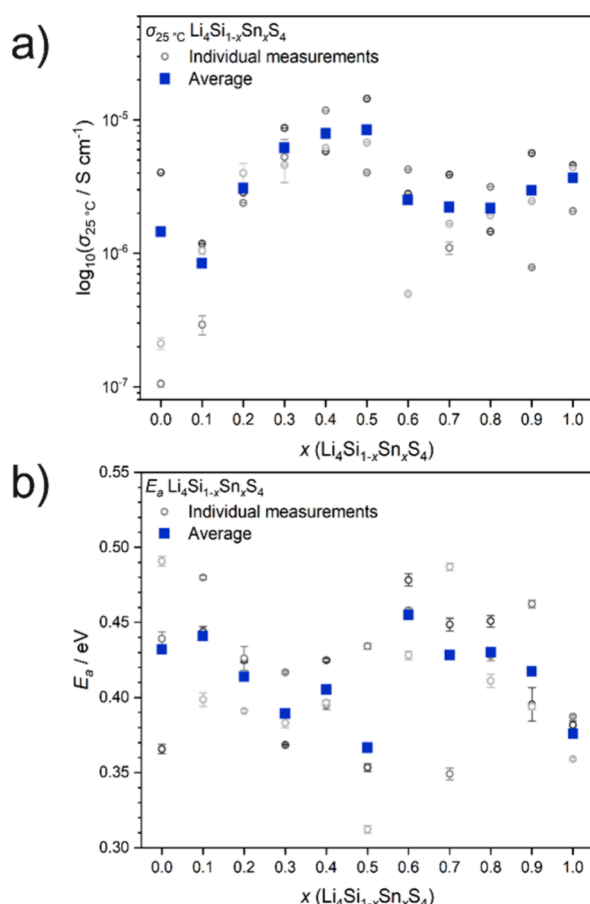 a)
σ25 °C Li4Si1-xSnxS4
Individual measurements
Average
log10(σ25 °C / S cm-1)
10-5
10-6
10-7
0.0 0.1 0.2 0.3 0.4 0.5 0.6 0.7 0.8 0.9 1.0
x (Li4Si1-xSnxS4)
b)
Ea Li4Si1-xSnxS4
Individual measurements
Average
Ea / eV
0.55
0.50
0.45
0.40
0.35
0.30
0.0 0.1 0.2 0.3 0.4 0.5 0.6 0.7 0.8 0.9 1.0
x (Li4Si1-xSnxS4)